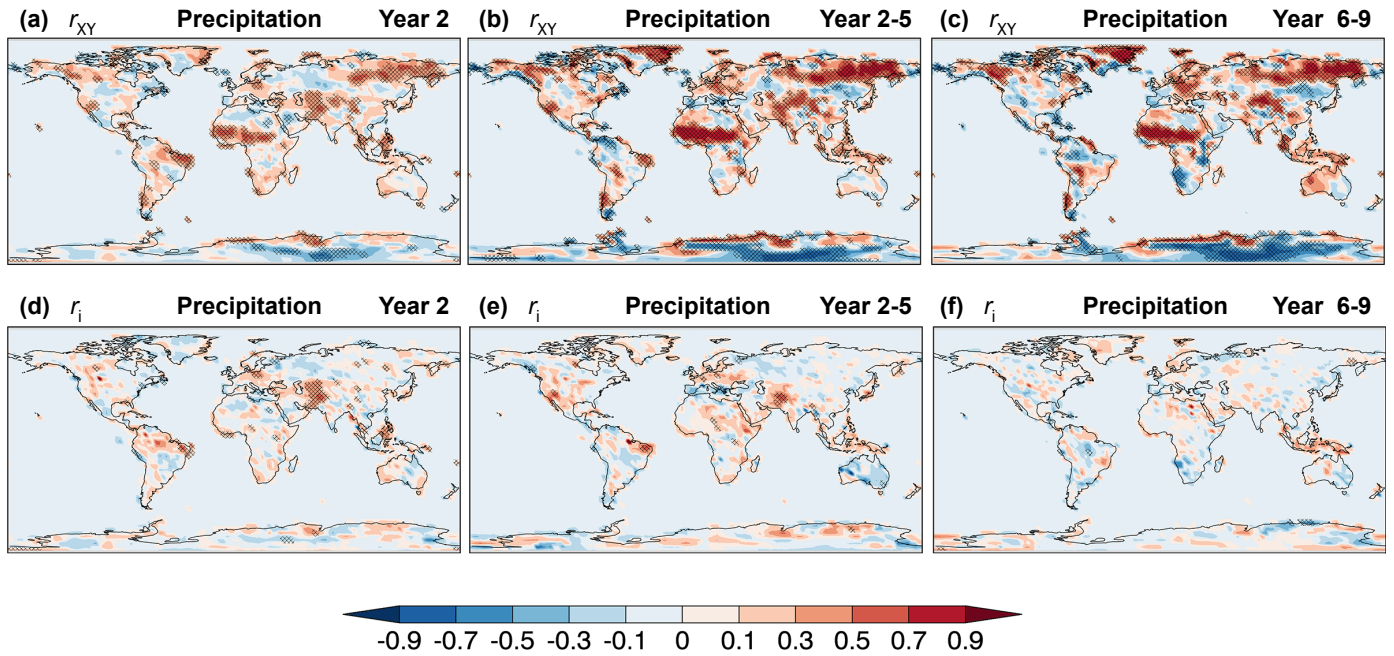 (a) rXY Precipitation Year 2
(b) rXY Precipitation Year 2-5
(c) rXY Precipitation Year 6-9
(d) ri Precipitation Year 2
(e) ri Precipitation Year 2-5
(f) ri Precipitation Year 6-9
-0.9 -0.7 -0.5 -0.3 -0.1 0 0.1 0.3 0.5 0.7 0.9